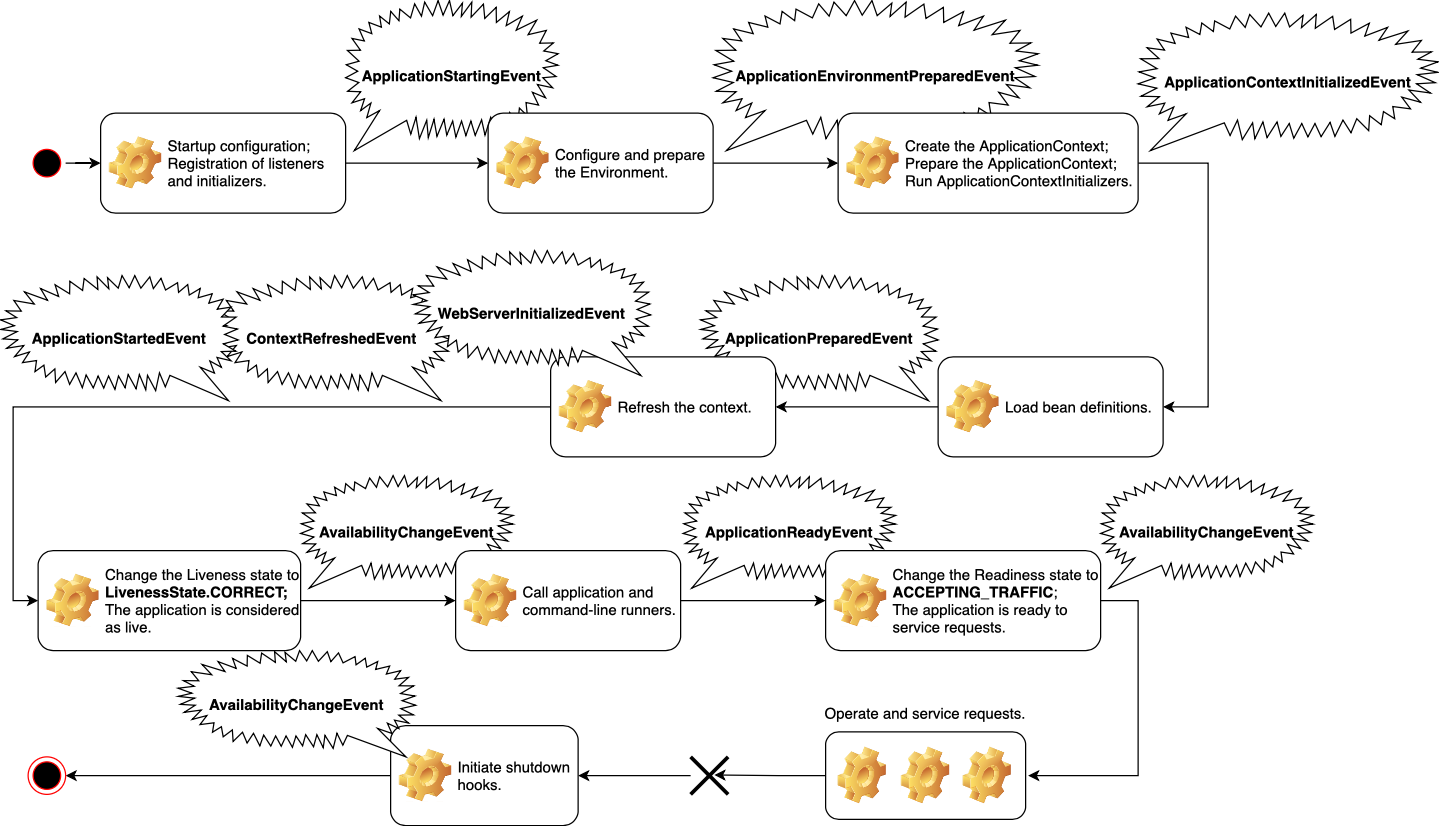 ApplicationStartingEvent
ApplicationEnvironmentPreparedEvent
ApplicationContextInitializedEvent
Startup configuration;
Registration of listeners
and initializers.
Configure and prepare
the Environment.
Create the ApplicationContext;
Prepare the ApplicationContext;
Run ApplicationContextInitializers.
ApplicationStartedEvent
ContextRefreshedEvent
WebServerInitializedEvent
ApplicationPreparedEvent
Refresh the context.
Load bean definitions.
AvailabilityChangeEvent
ApplicationReadyEvent
AvailabilityChangeEvent
Change the Liveness state to
LivenessState.CORRECT;
The application is considered
as live.
Call application and
command-line runners.
Change the Readiness state to
ACCEPTING_TRAFFIC;
The application is ready to
service requests.
AvailabilityChangeEvent
Operate and service requests.
Initiate shutdown
hooks.